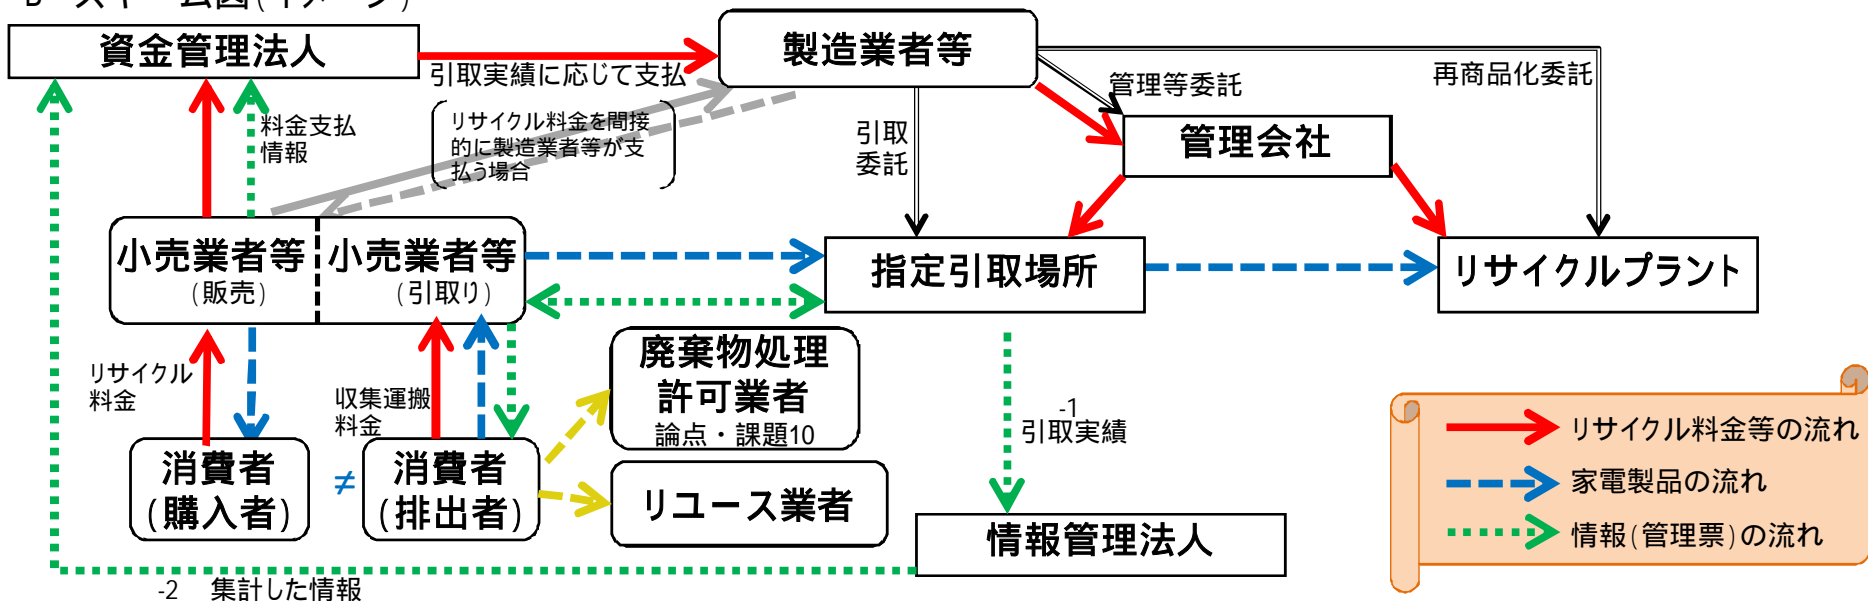 B スキーム図(イメージ)
資金管理法人
製造業者等
引取実績に応じて支払
管理等委託
再商品化委託
料金支払
情報
リサイクル料金を間接
的に製造業者等が支
払う場合
引取
委託
管理会社
小売業者等
(販売)
小売業者等
(引取り)
指定引取場所
リサイクルプラント
リサイクル
料金
収集運搬
料金
廃棄物処理
許可業者
論点・課題10
-1
引取実績
消費者
(購入者)
≠
消費者
(排出者)
リユース業者
情報管理法人
リサイクル料金等の流れ
家電製品の流れ
情報(管理票)の流れ
-2 集計した情報